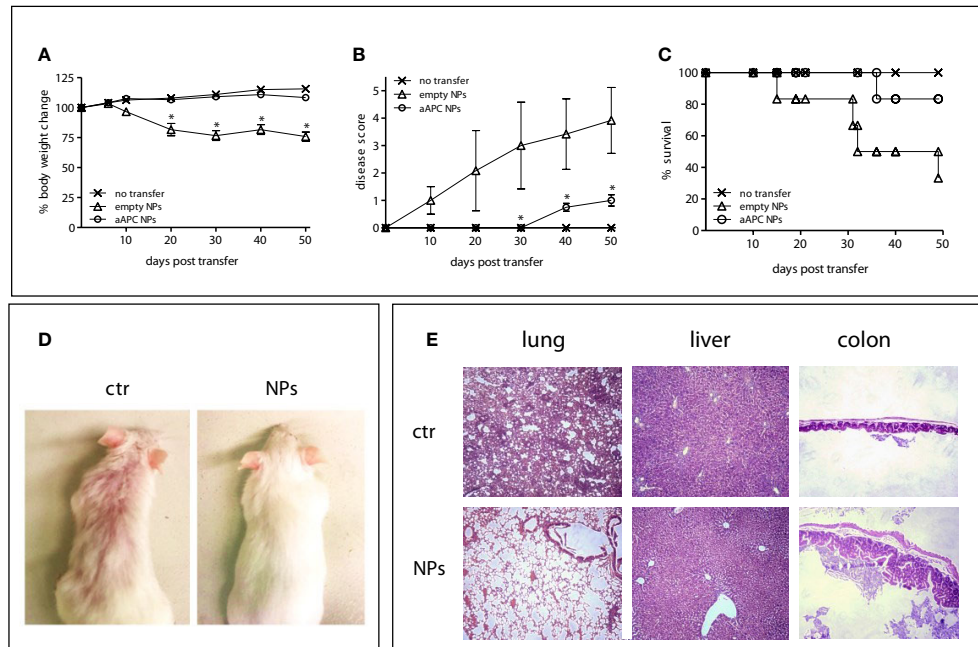 A
125
100
75
50
25
0
% body weight change
* * * *
no transfer
empty NPs
aAPC NPs
10 20 30 40 50
days post transfer
B
no transfer
empty NPs
aAPC NPs
5
4
3
2
1
0
disease score
* * *
10 20 30 40 50
days post transfer
C
100
80
60
40
20
0
% survival
no transfer
empty NPs
aAPC NPs
10 20 30 40 50
days post transfer
D
ctr NPs
E
lung liver colon
ctr
NPs